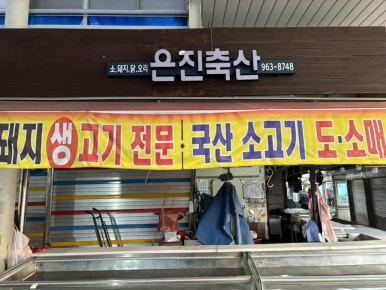 소,돼지,닭,오리 은진축산 963-8748
돼지 생고기 전문 국산 소고기 도·소매